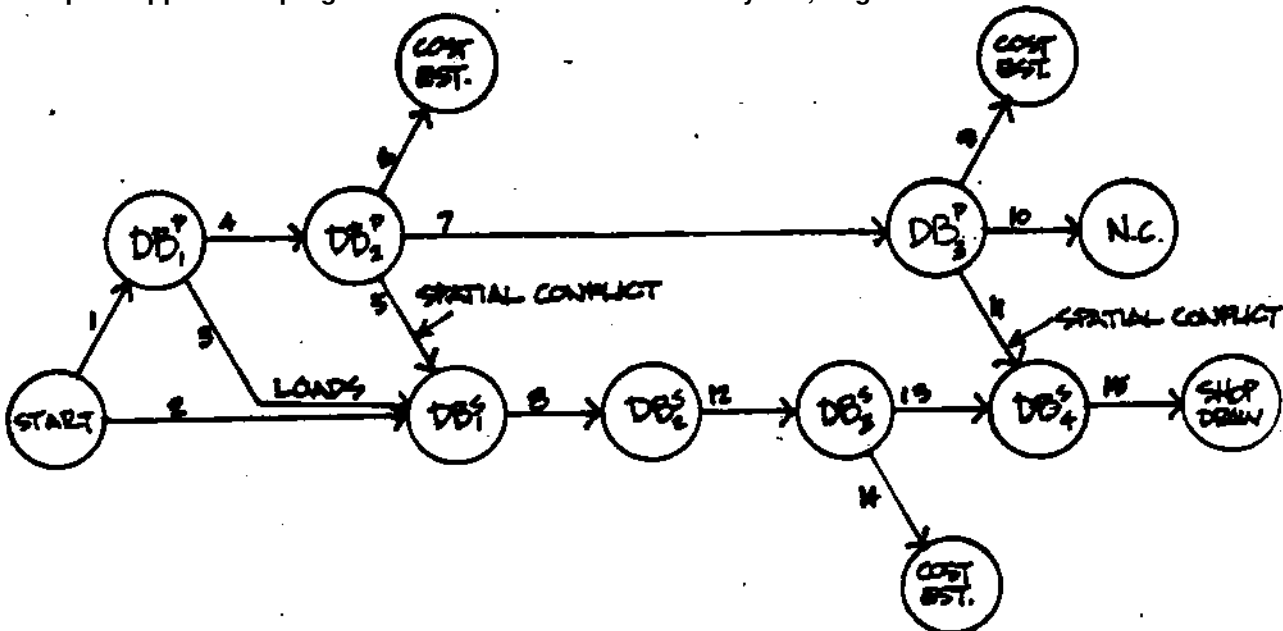 COST
EST.
COST
EST.
6
9
DB₁ᴾ
4
DB₂ᴾ
7
DB₃ᴾ
10
N.C.
1
3
5
SPATIAL CONFLICT
11
SPATIAL CONFLICT
START
2
LOADS
DB₁ˢ
8
DB₂ˢ
12
DB₃ˢ
13
DB₄ˢ
15
SHOP
DRAW
14
COST
EST.